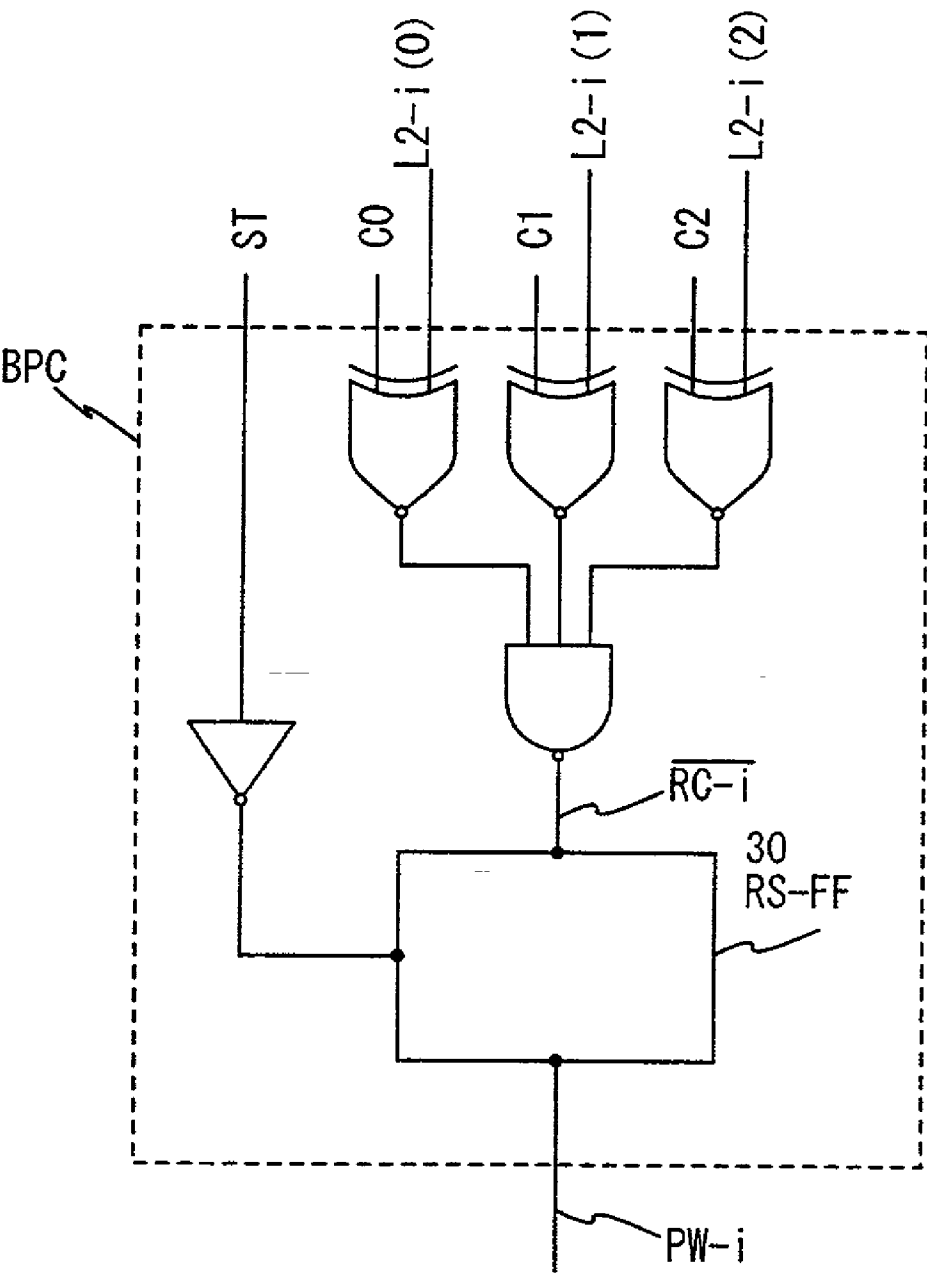 L2-i (0)
L2-i (1)
L2-i (2)
ST
C0
C1
C2
BPC
RC-i
30
RS-FF
PW-i